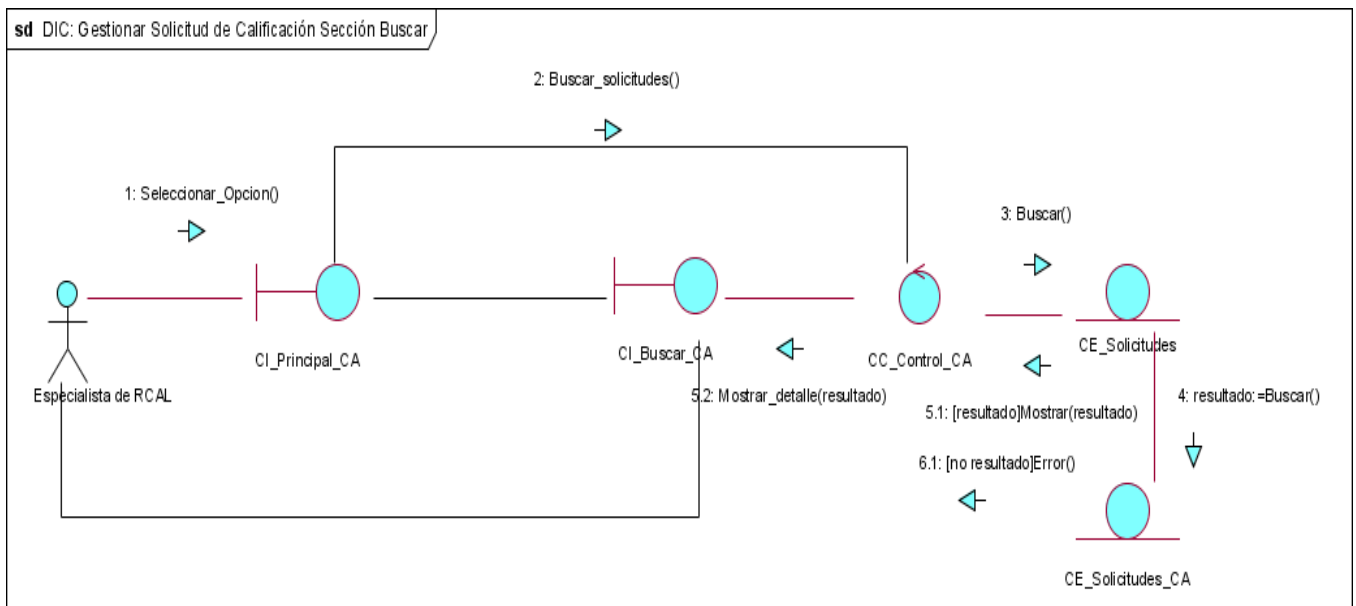 sd DIC: Gestionar Solicitud de Calificación Sección Buscar
2: Buscar_solicitudes()
1: Seleccionar_Opcion()
3: Buscar()
CI_Principal_CA
CI_Buscar_CA
CC_Control_CA
CE_Solicitudes
Especialista de RCAL
5.2: Mostrar_detalle(resultado)
5.1: [resultado]Mostrar(resultado)
4: resultado:=Buscar()
6.1: [no resultado]Error()
CE_Solicitudes_CA